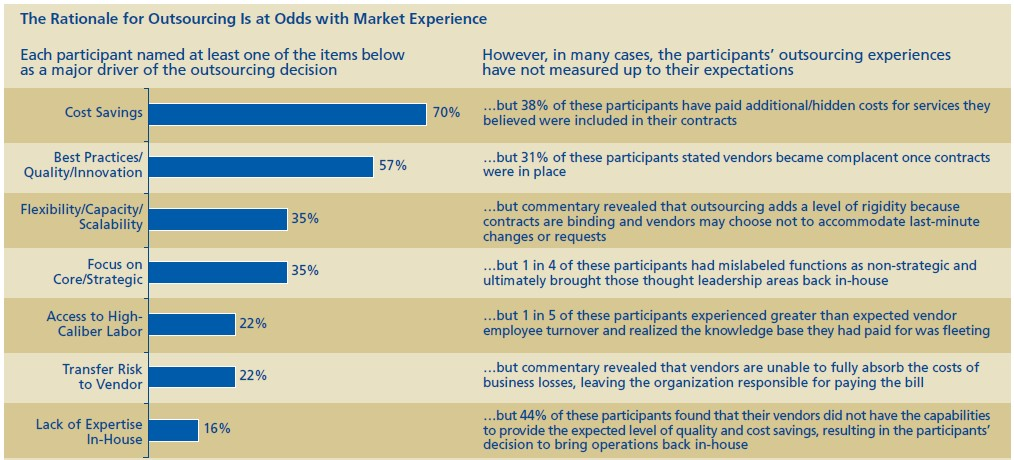 The Rationale for Outsourcing Is at Odds with Market Experience
Each participant named at least one of the items below
as a major driver of the outsourcing decision
However, in many cases, the participants' outsourcing experiences
have not measured up to their expectations
Cost Savings
70%
...but 38% of these participants have paid additional/hidden costs for services they
believed were included in their contracts
Best Practices/
Quality/Innovation
57%
...but 31% of these participants stated vendors became complacent once contracts
were in place
Flexibility/Capacity/
Scalability
35%
...but commentary revealed that outsourcing adds a level of rigidity because
contracts are binding and vendors may choose not to accommodate last-minute
changes or requests
Focus on
Core/Strategic
35%
...but 1 in 4 of these participants had mislabeled functions as non-strategic and
ultimately brought those thought leadership areas back in-house
Access to High-
Caliber Labor
22%
...but 1 in 5 of these participants experienced greater than expected vendor
employee turnover and realized the knowledge base they had paid for was fleeting
Transfer Risk
to Vendor
22%
...but commentary revealed that vendors are unable to fully absorb the costs of
business losses, leaving the organization responsible for paying the bill
Lack of Expertise
In-House
16%
...but 44% of these participants found that their vendors did not have the capabilities
to provide the expected level of quality and cost savings, resulting in the participants'
decision to bring operations back in-house